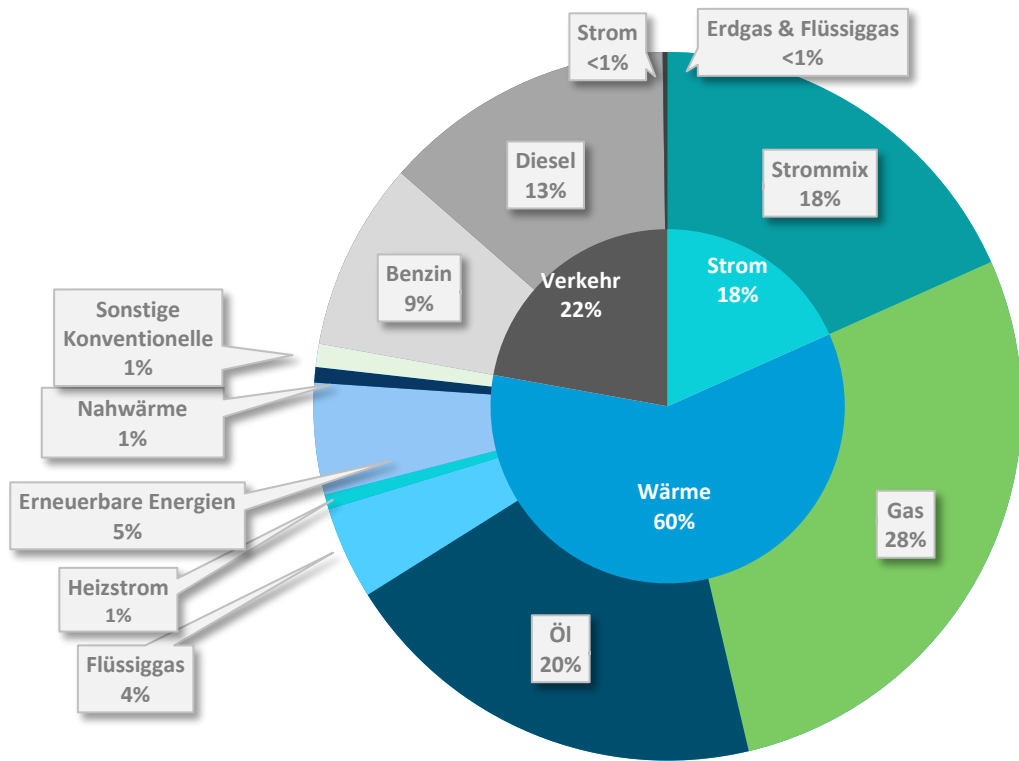 Strom
<1%
Erdgas & Flüssiggas
<1%
Strommix
18%
Diesel
13%
Benzin
9%
Verkehr
22%
Strom
18%
Sonstige
Konventionelle
1%
Nahwärme
1%
Erneuerbare Energien
5%
Heizstrom
1%
Flüssiggas
4%
Wärme
60%
Gas
28%
Öl
20%